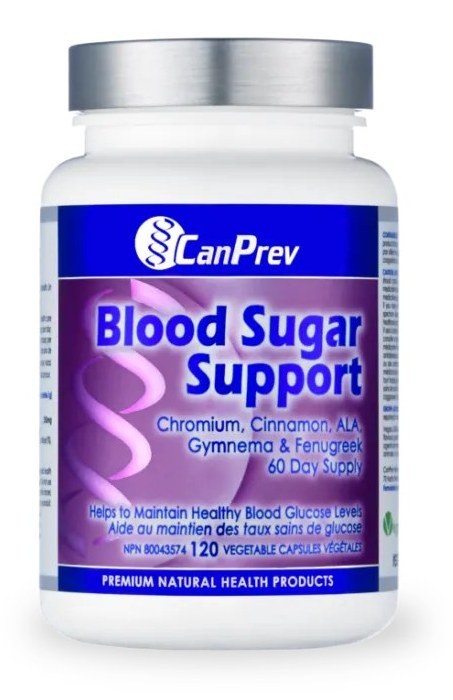 CanPrev
Blood Sugar
Support
Chromium, Cinnamon, ALA,
Gymnema & Fenugreek
60 Day Supply
Helps to Maintain Healthy Blood Glucose Levels
Aide au maintien des taux sains de glucose
NPN 80043574 120 VEGETABLE CAPSULES VÉGÉTALES
PREMIUM NATURAL HEALTH PRODUCTS